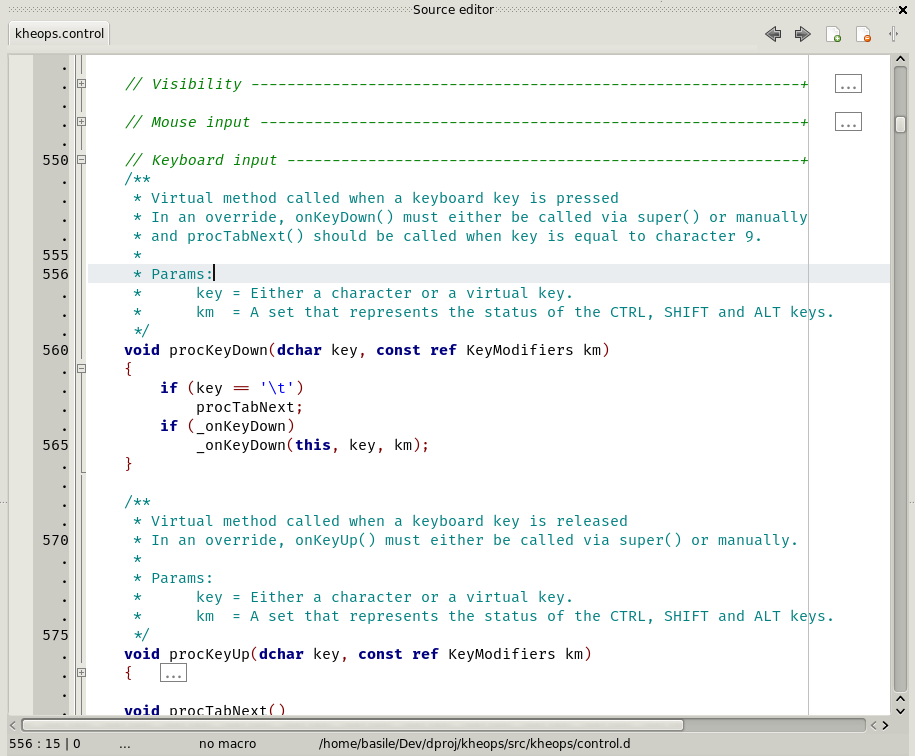 Source editor
kheops.control
// Visibility -------------------------------------------------------------+
...
// Mouse input ------------------------------------------------------------+
...
550 // Keyboard input ---------------------------------------------------------+
/**
 * Virtual method called when a keyboard key is pressed
 * In an override, onKeyDown() must either be called via super() or manually
 * and procTabNext() should be called when key is equal to character 9.
555  *
556  * Params:
 *      key = Either a character or a virtual key.
 *      km  = A set that represents the status of the CTRL, SHIFT and ALT keys.
 */
560 void procKeyDown(dchar key, const ref KeyModifiers km)
{
    if (key == '\t')
        procTabNext;
    if (_onKeyDown)
565         _onKeyDown(this, key, km);
}
/**
 * Virtual method called when a keyboard key is released
570  * In an override, onKeyUp() must either be called via super() or manually.
 *
 * Params:
 *      key = Either a character or a virtual key.
 *      km  = A set that represents the status of the CTRL, SHIFT and ALT keys.
575  */
void procKeyUp(dchar key, const ref KeyModifiers km)
{ ...
void procTabNext()
556 : 15 | 0 ... no macro /home/basile/Dev/dproj/kheops/src/kheops/control.d